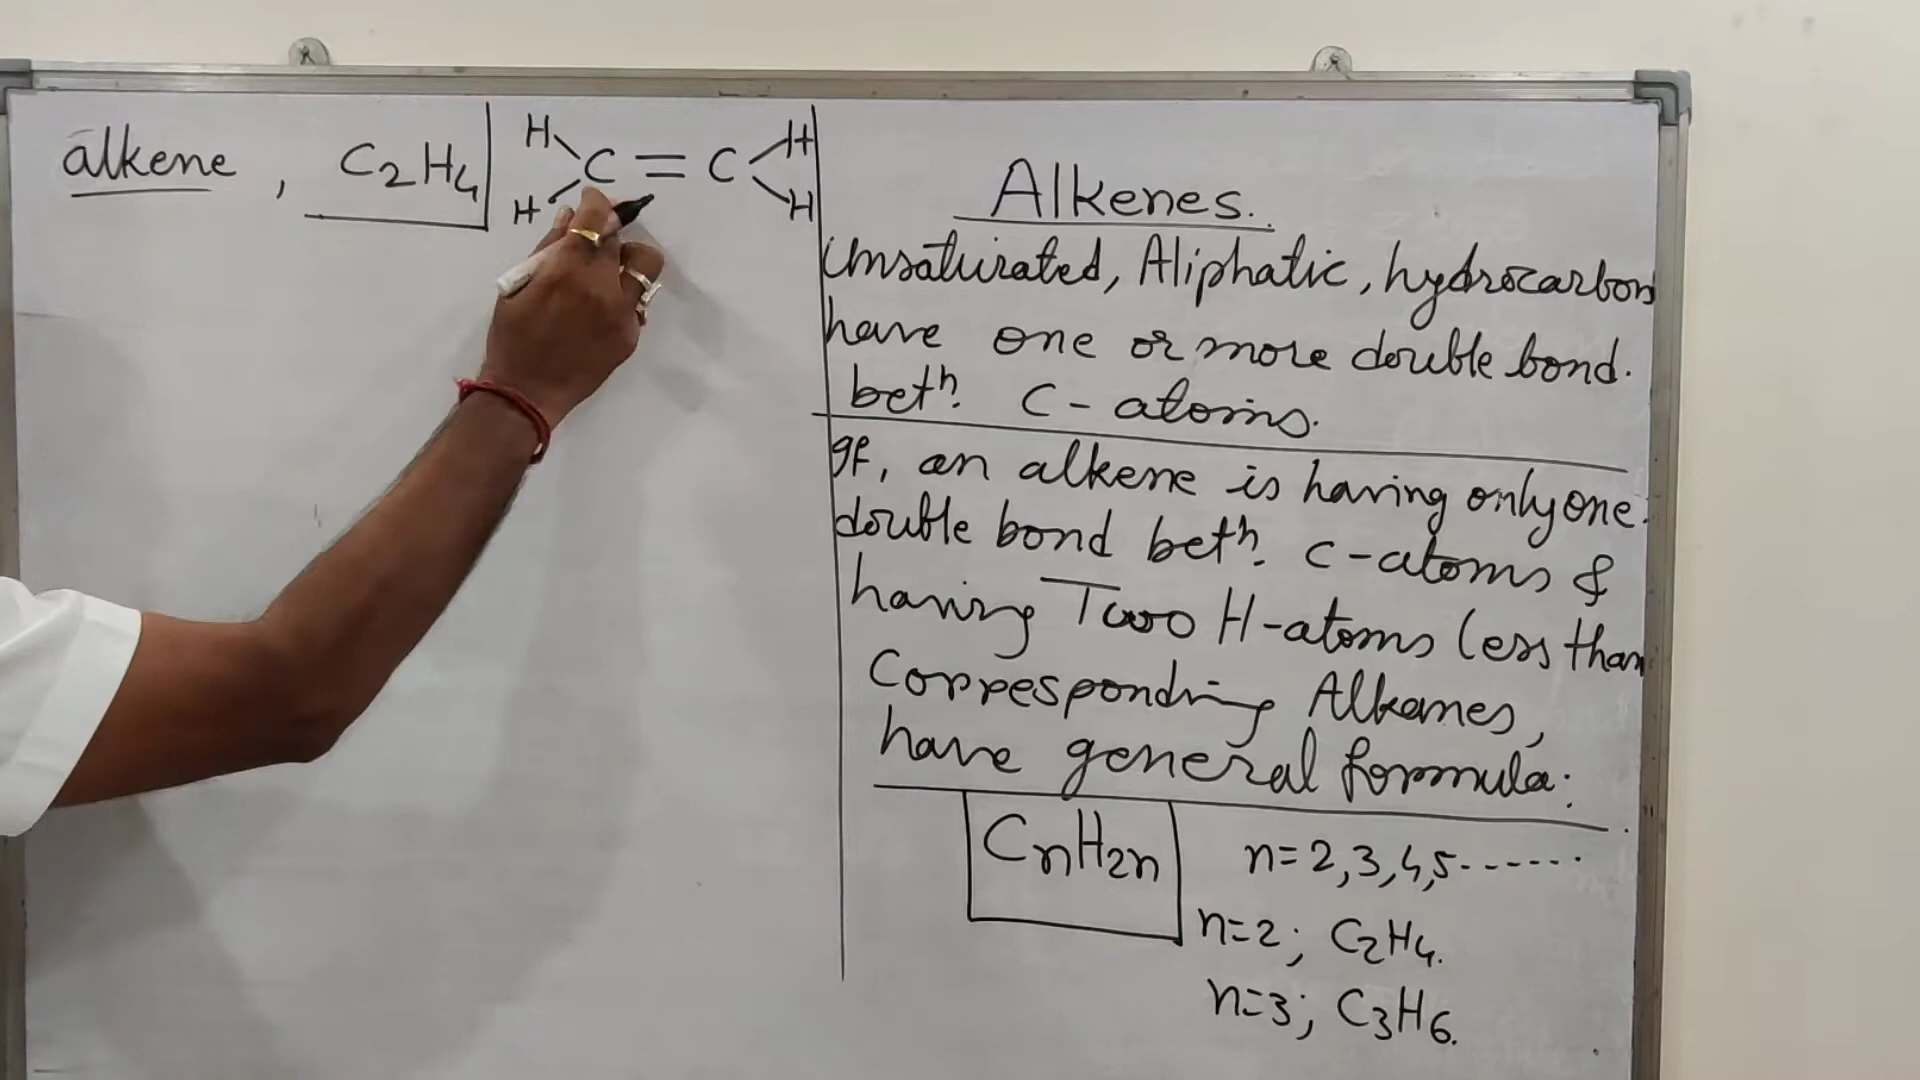 alkene, C2H4
H H
C = C
H H
Alkenes.
Unsaturated, Aliphatic, hydrocarbons
have one or more double bond.
betn. C-atoms.
If, an alkene is having only one.
double bond betn. C-atoms &
having Two H-atoms less than
Corresponding Alkanes,
have general formula:
CnH2n n=2,3,4,5------
n=2; C2H4.
n=3; C3H6.